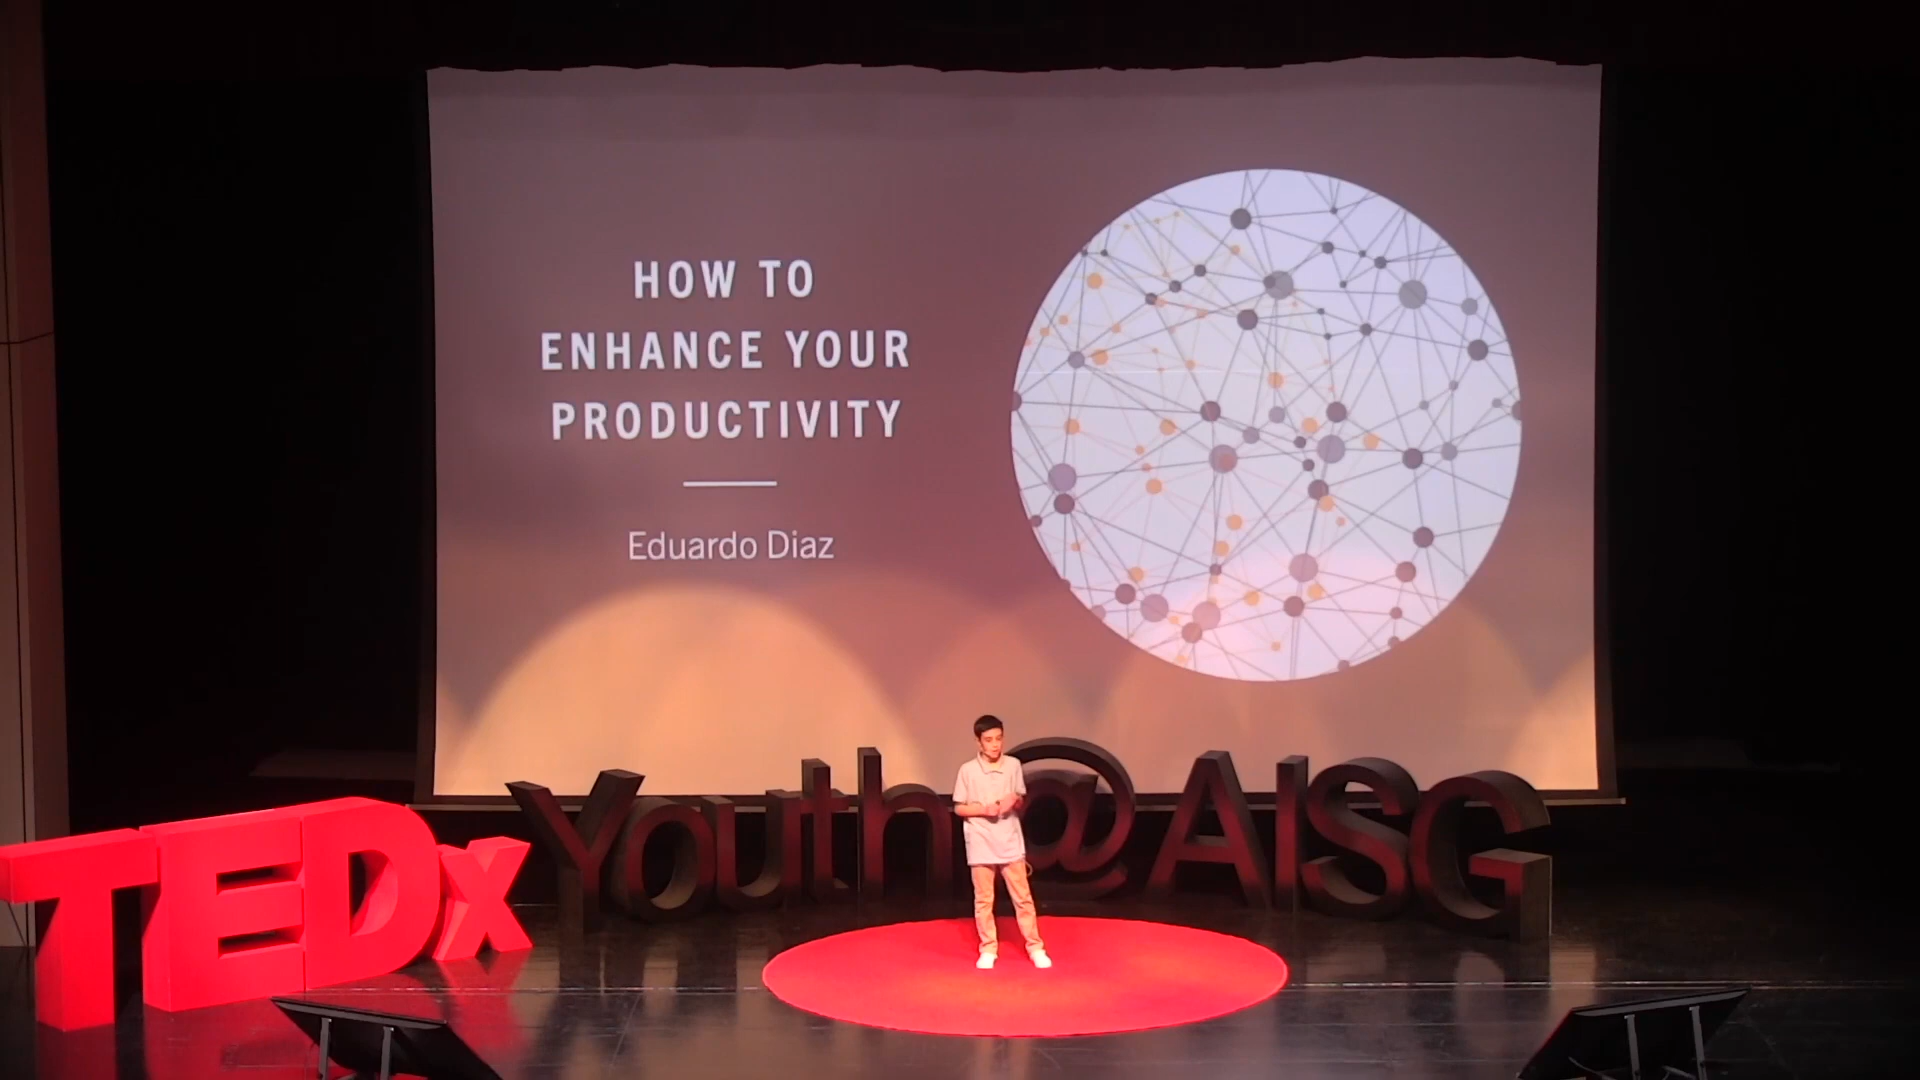 HOW TO
ENHANCE YOUR
PRODUCTIVITY
Eduardo Diaz
TEDx
Youth@AISG